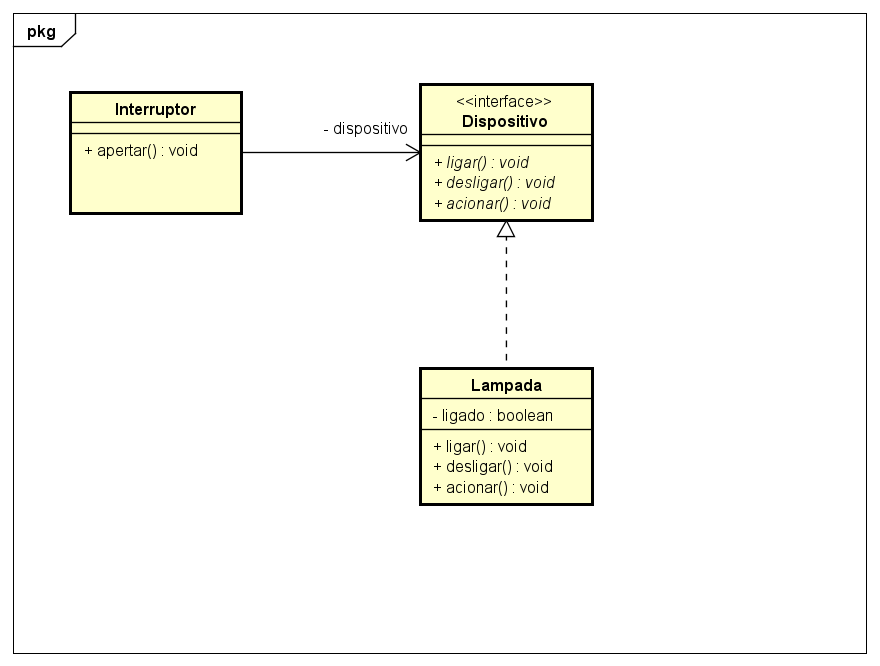 pkg
Interruptor
+ apertar() : void
- dispositivo
<<interface>>
Dispositivo
+ ligar() : void
+ desligar() : void
+ acionar() : void
Lampada
- ligado : boolean
+ ligar() : void
+ desligar() : void
+ acionar() : void